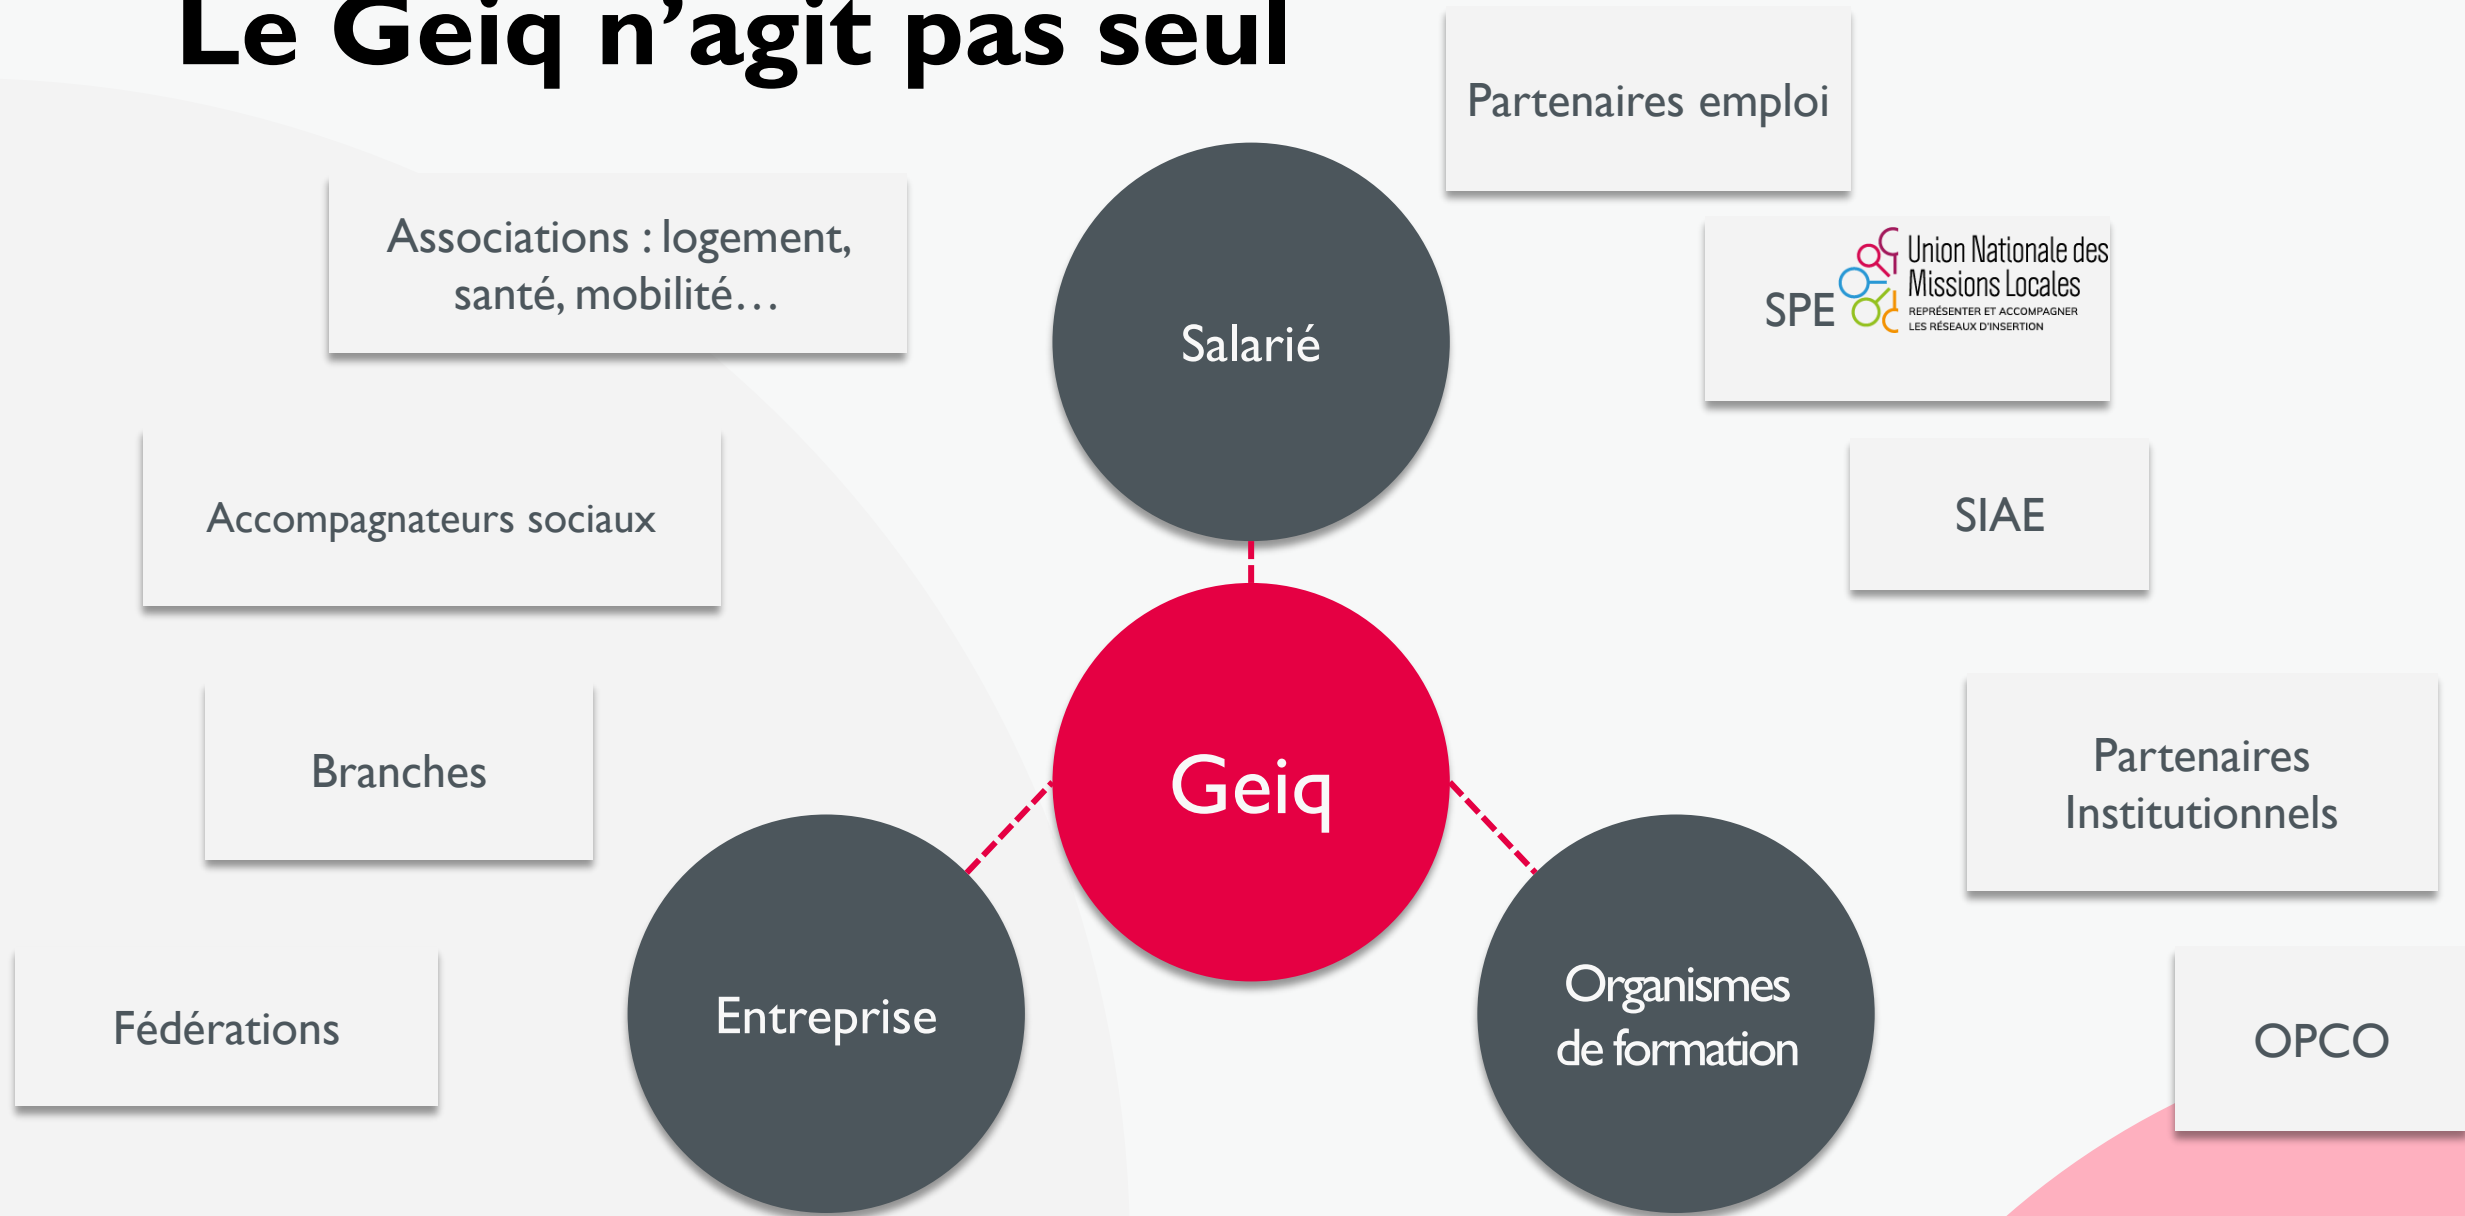 Le Geiq n’agit pas seul
Partenaires emploi
Associations : logement,
santé, mobilité…
Salarié
SPE
Union Nationale des
Missions Locales
REPRÉSENTER ET ACCOMPAGNER
LES RÉSEAUX D'INSERTION
Accompagnateurs sociaux
SIAE
Branches
Geiq
Partenaires
Institutionnels
Fédérations
Entreprise
Organismes
de formation
OPCO